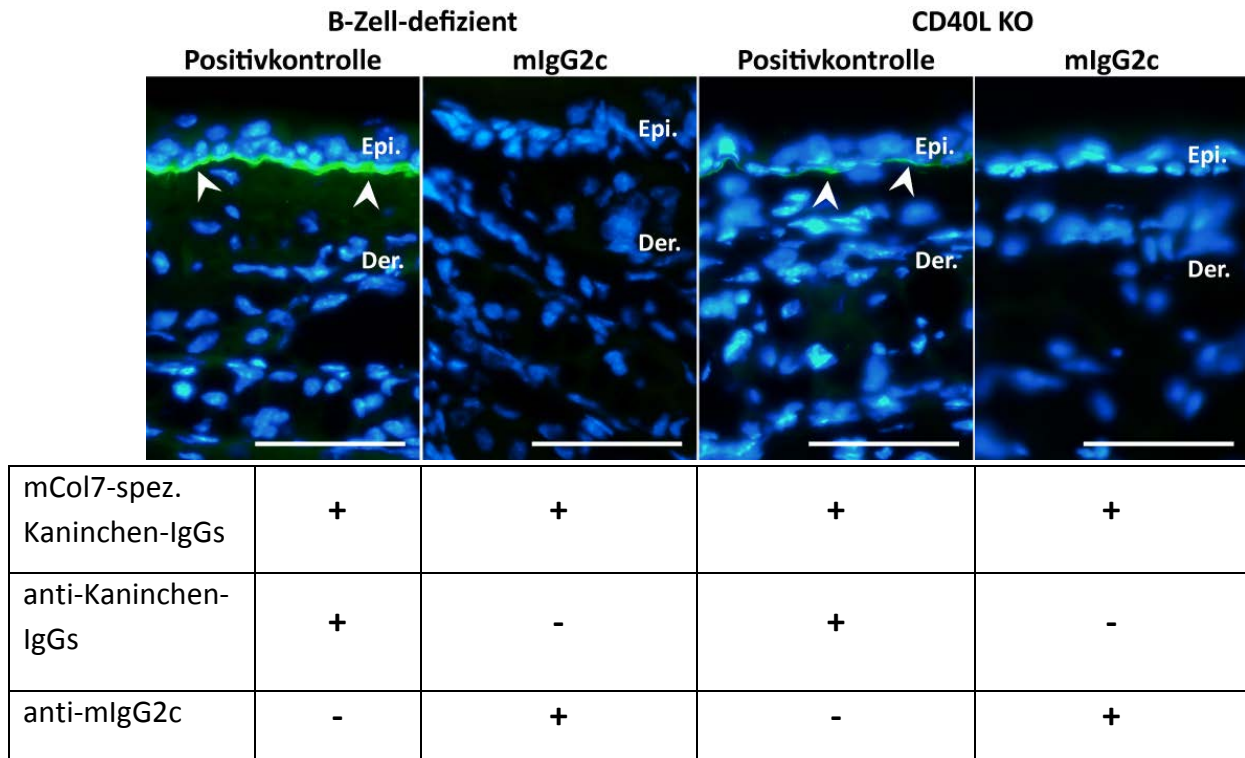 B-Zell-defizient CD40L KO
Positivkontrolle mIgG2c Positivkontrolle mIgG2c
Epi. Epi. Epi. Epi.
Der. Der. Der. Der.
mCol7-spez.
Kaninchen-IgGs + + + +
anti-Kaninchen-
IgGs + - + -
anti-mIgG2c - + - +